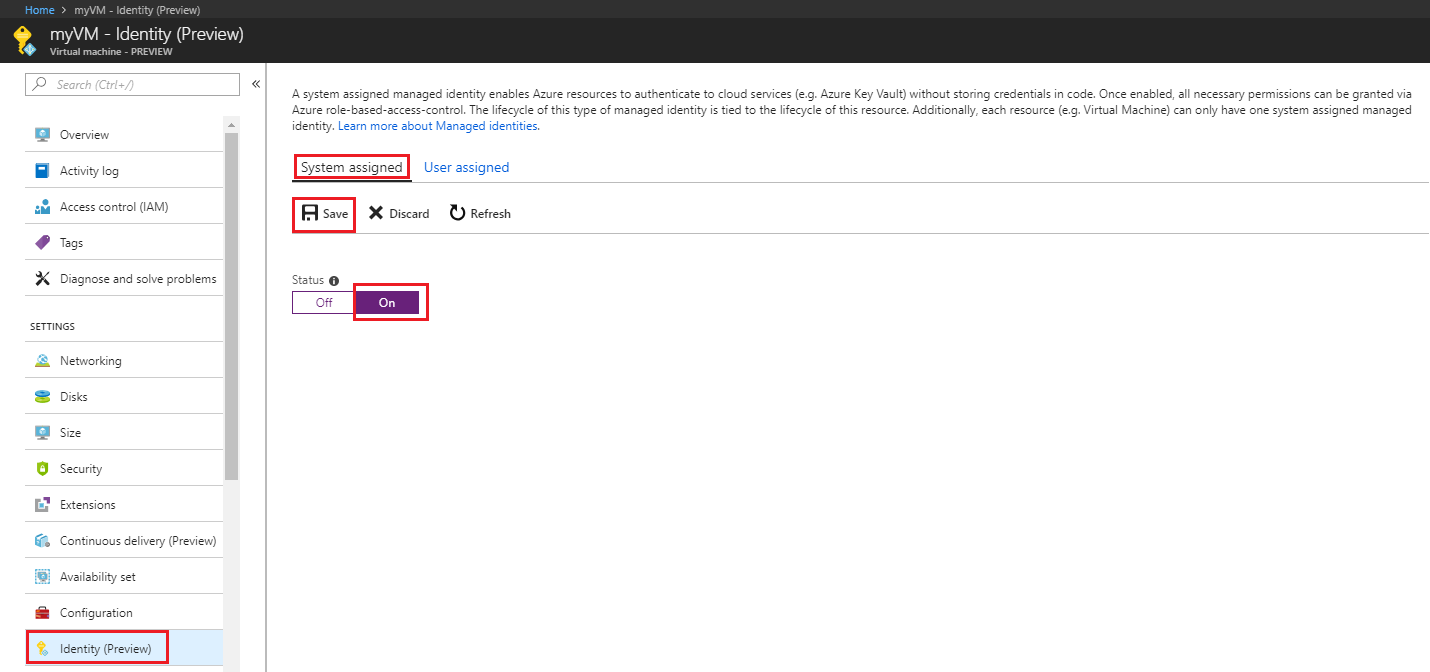 Home > myVM - Identity (Preview)
myVM - Identity (Preview)
Virtual machine - PREVIEW
Search (Ctrl+/)
Overview
Activity log
Access control (IAM)
Tags
Diagnose and solve problems
SETTINGS
Networking
Disks
Size
Security
Extensions
Continuous delivery (Preview)
Availability set
Configuration
Identity (Preview)
A system assigned managed identity enables Azure resources to authenticate to cloud services (e.g. Azure Key Vault) without storing credentials in code. Once enabled, all necessary permissions can be granted via
Azure role-based-access-control. The lifecycle of this type of managed identity is tied to the lifecycle of this resource. Additionally, each resource (e.g. Virtual Machine) can only have one system assigned managed
identity. Learn more about Managed identities.
System assigned User assigned
Save Discard Refresh
Status
Off On